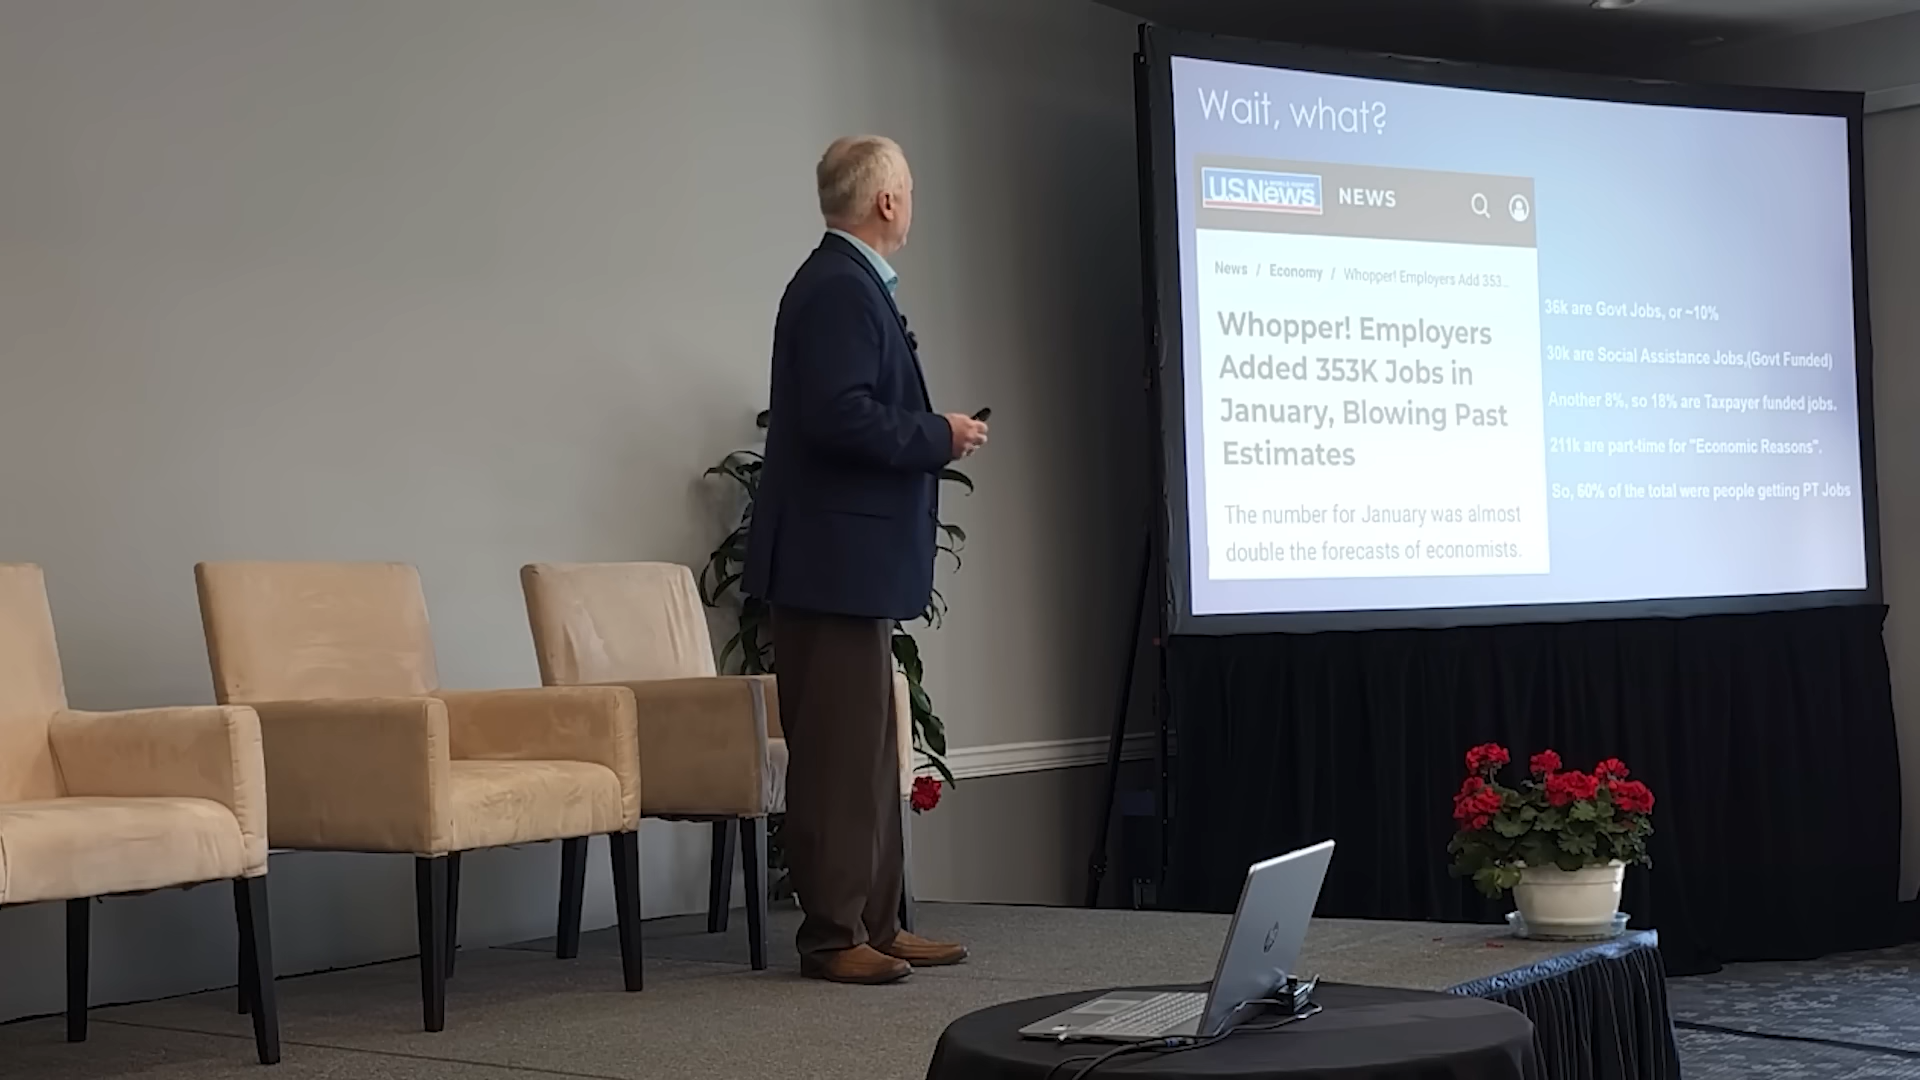 Wait, what?
U.S.News
NEWS
News / Economy / Whopper! Employers Add 353...
Whopper! Employers
Added 353K Jobs in
January, Blowing Past
Estimates
The number for January was almost
double the forecasts of economists.
36k are Govt Jobs, or ~10%
30k are Social Assistance Jobs,(Govt Funded)
Another 8%, so 18% are Taxpayer funded jobs.
211k are part-time for "Economic Reasons".
So, 60% of the total were people getting PT Jobs